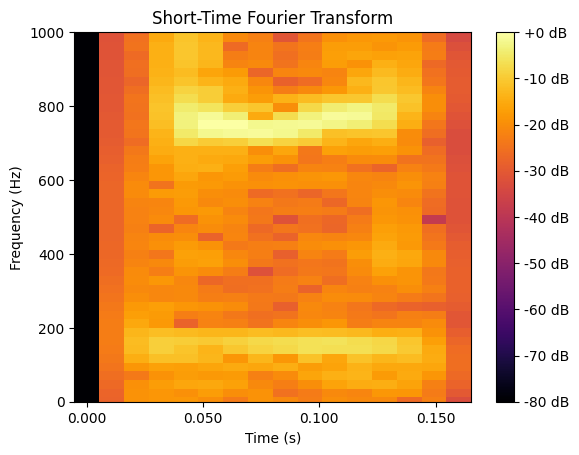 Short-Time Fourier Transform
1000
800
600
400
200
0
Frequency (Hz)
0.000
0.050
0.100
0.150
Time (s)
+0 dB
-10 dB
-20 dB
-30 dB
-40 dB
-50 dB
-60 dB
-70 dB
-80 dB